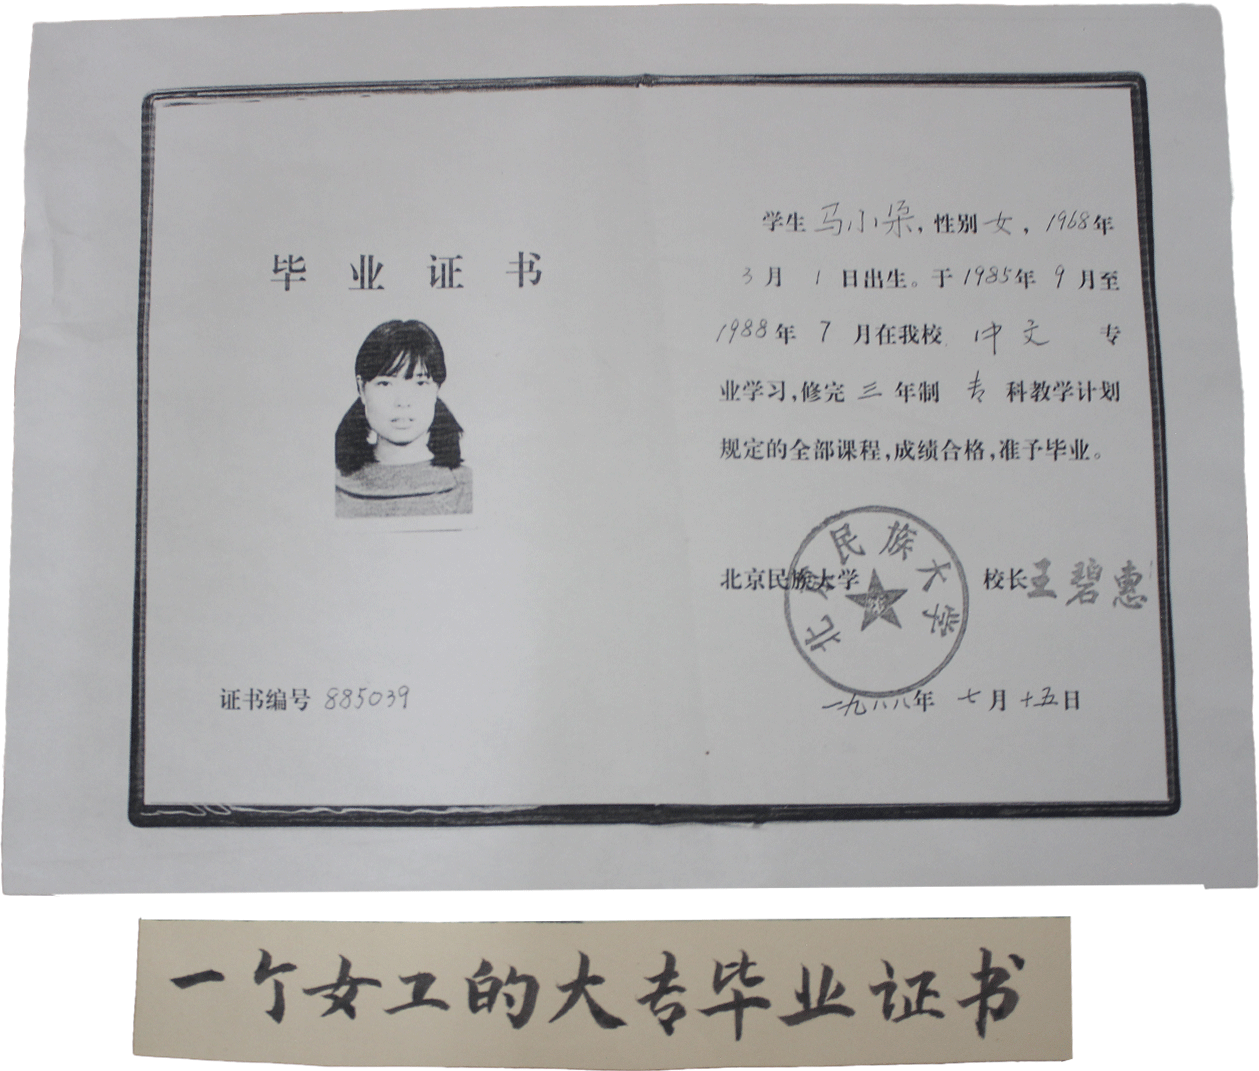 毕业证书
证书编号 885039
学生马小朵，性别女，1968年
3月1日出生。于1985年9月至
1988年7月在我校中文专
业学习，修完三年制专科教学计划
规定的全部课程，成绩合格，准予毕业。
北京民族大学 校长王碧惠
北京民族大学
一九八八年七月十五日
一个女工的大专毕业证书